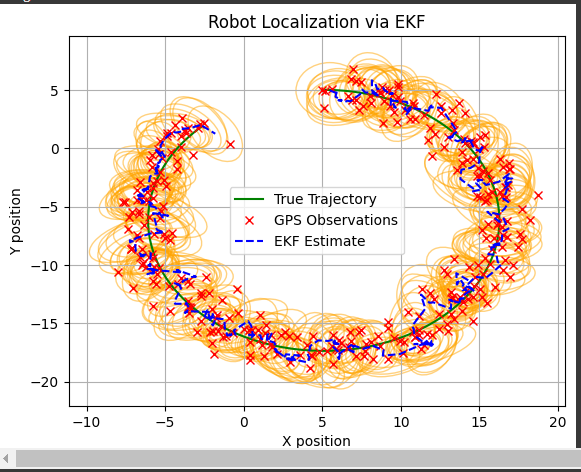 Robot Localization via EKF
5
0
−5
−10
−15
−20
Y position
True Trajectory
GPS Observations
EKF Estimate
−10
−5
0
5
10
15
20
X position